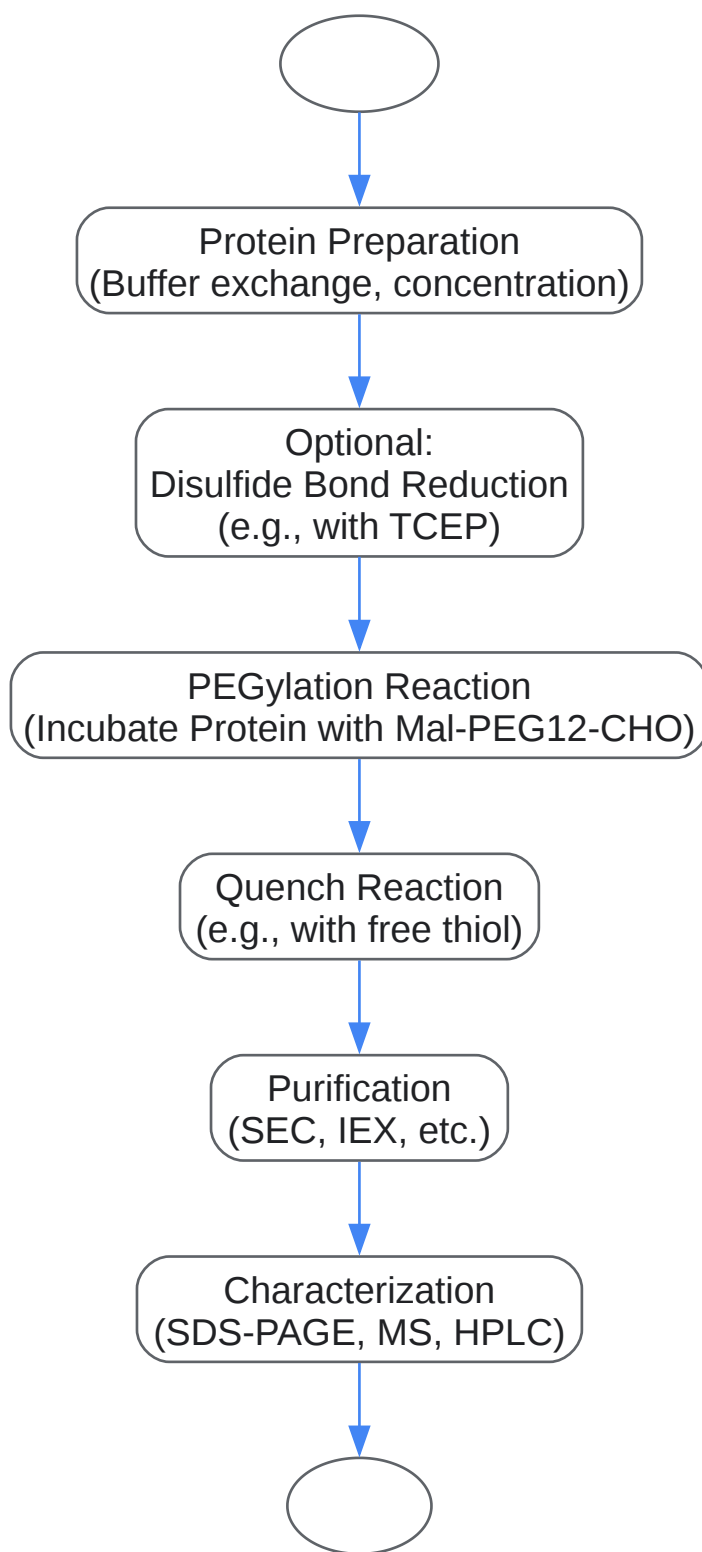 Protein Preparation
(Buffer exchange, concentration)
Optional:
Disulfide Bond Reduction
(e.g., with TCEP)
PEGylation Reaction
(Incubate Protein with Mal-PEG12-CHO)
Quench Reaction
(e.g., with free thiol)
Purification
(SEC, IEX, etc.)
Characterization
(SDS-PAGE, MS, HPLC)